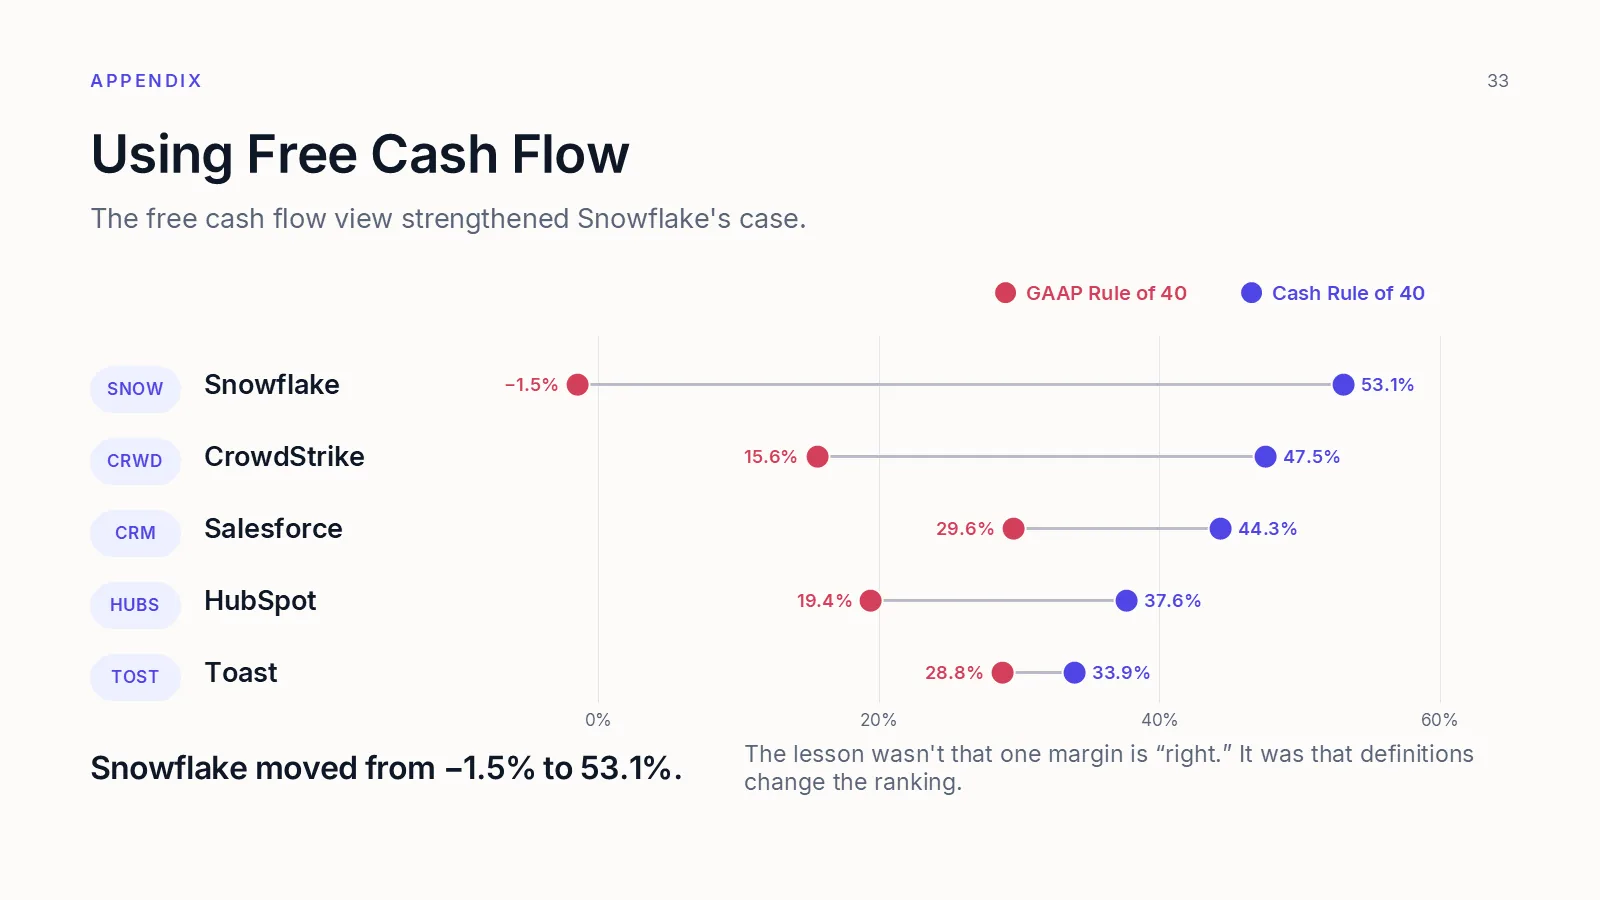 APPENDIX
33
Using Free Cash Flow
The free cash flow view strengthened Snowflake's case.
GAAP Rule of 40
Cash Rule of 40
SNOW Snowflake −1.5% 53.1%
CRWD CrowdStrike 15.6% 47.5%
CRM Salesforce 29.6% 44.3%
HUBS HubSpot 19.4% 37.6%
TOST Toast 28.8% 33.9%
0% 20% 40% 60%
Snowflake moved from −1.5% to 53.1%.
The lesson wasn't that one margin is “right.” It was that definitions
change the ranking.